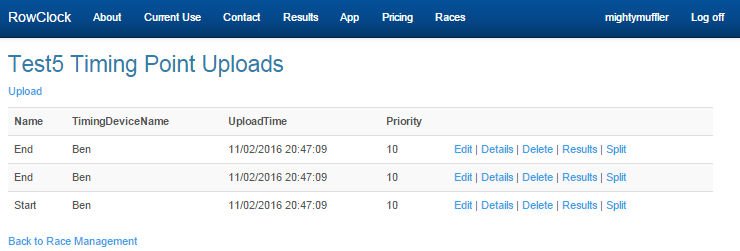 RowClock About Current Use Contact Results App Pricing Races mightymuffler Log off
Test5 Timing Point Uploads
Upload
Name TimingDeviceName UploadTime Priority
End Ben 11/02/2016 20:47:09 10 Edit | Details | Delete | Results | Split
End Ben 11/02/2016 20:47:09 10 Edit | Details | Delete | Results | Split
Start Ben 11/02/2016 20:47:09 10 Edit | Details | Delete | Results | Split
Back to Race Management